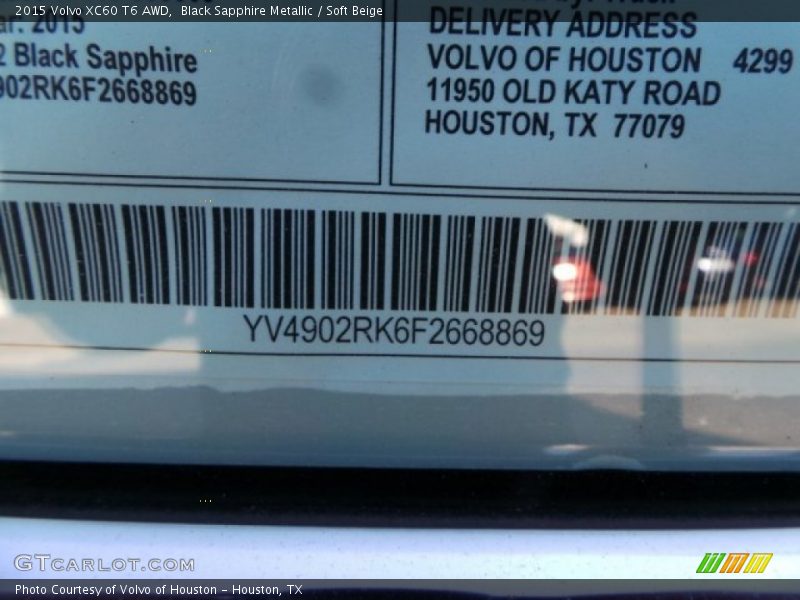 2015 Volvo XC60 T6 AWD, Black Sapphire Metallic / Soft Beige
2015
2 Black Sapphire
902RK6F2668869
DELIVERY ADDRESS
VOLVO OF HOUSTON 4299
11950 OLD KATY ROAD
HOUSTON, TX 77079
YV4902RK6F2668869
GTCARLOT.COM
Photo Courtesy of Volvo of Houston - Houston, TX